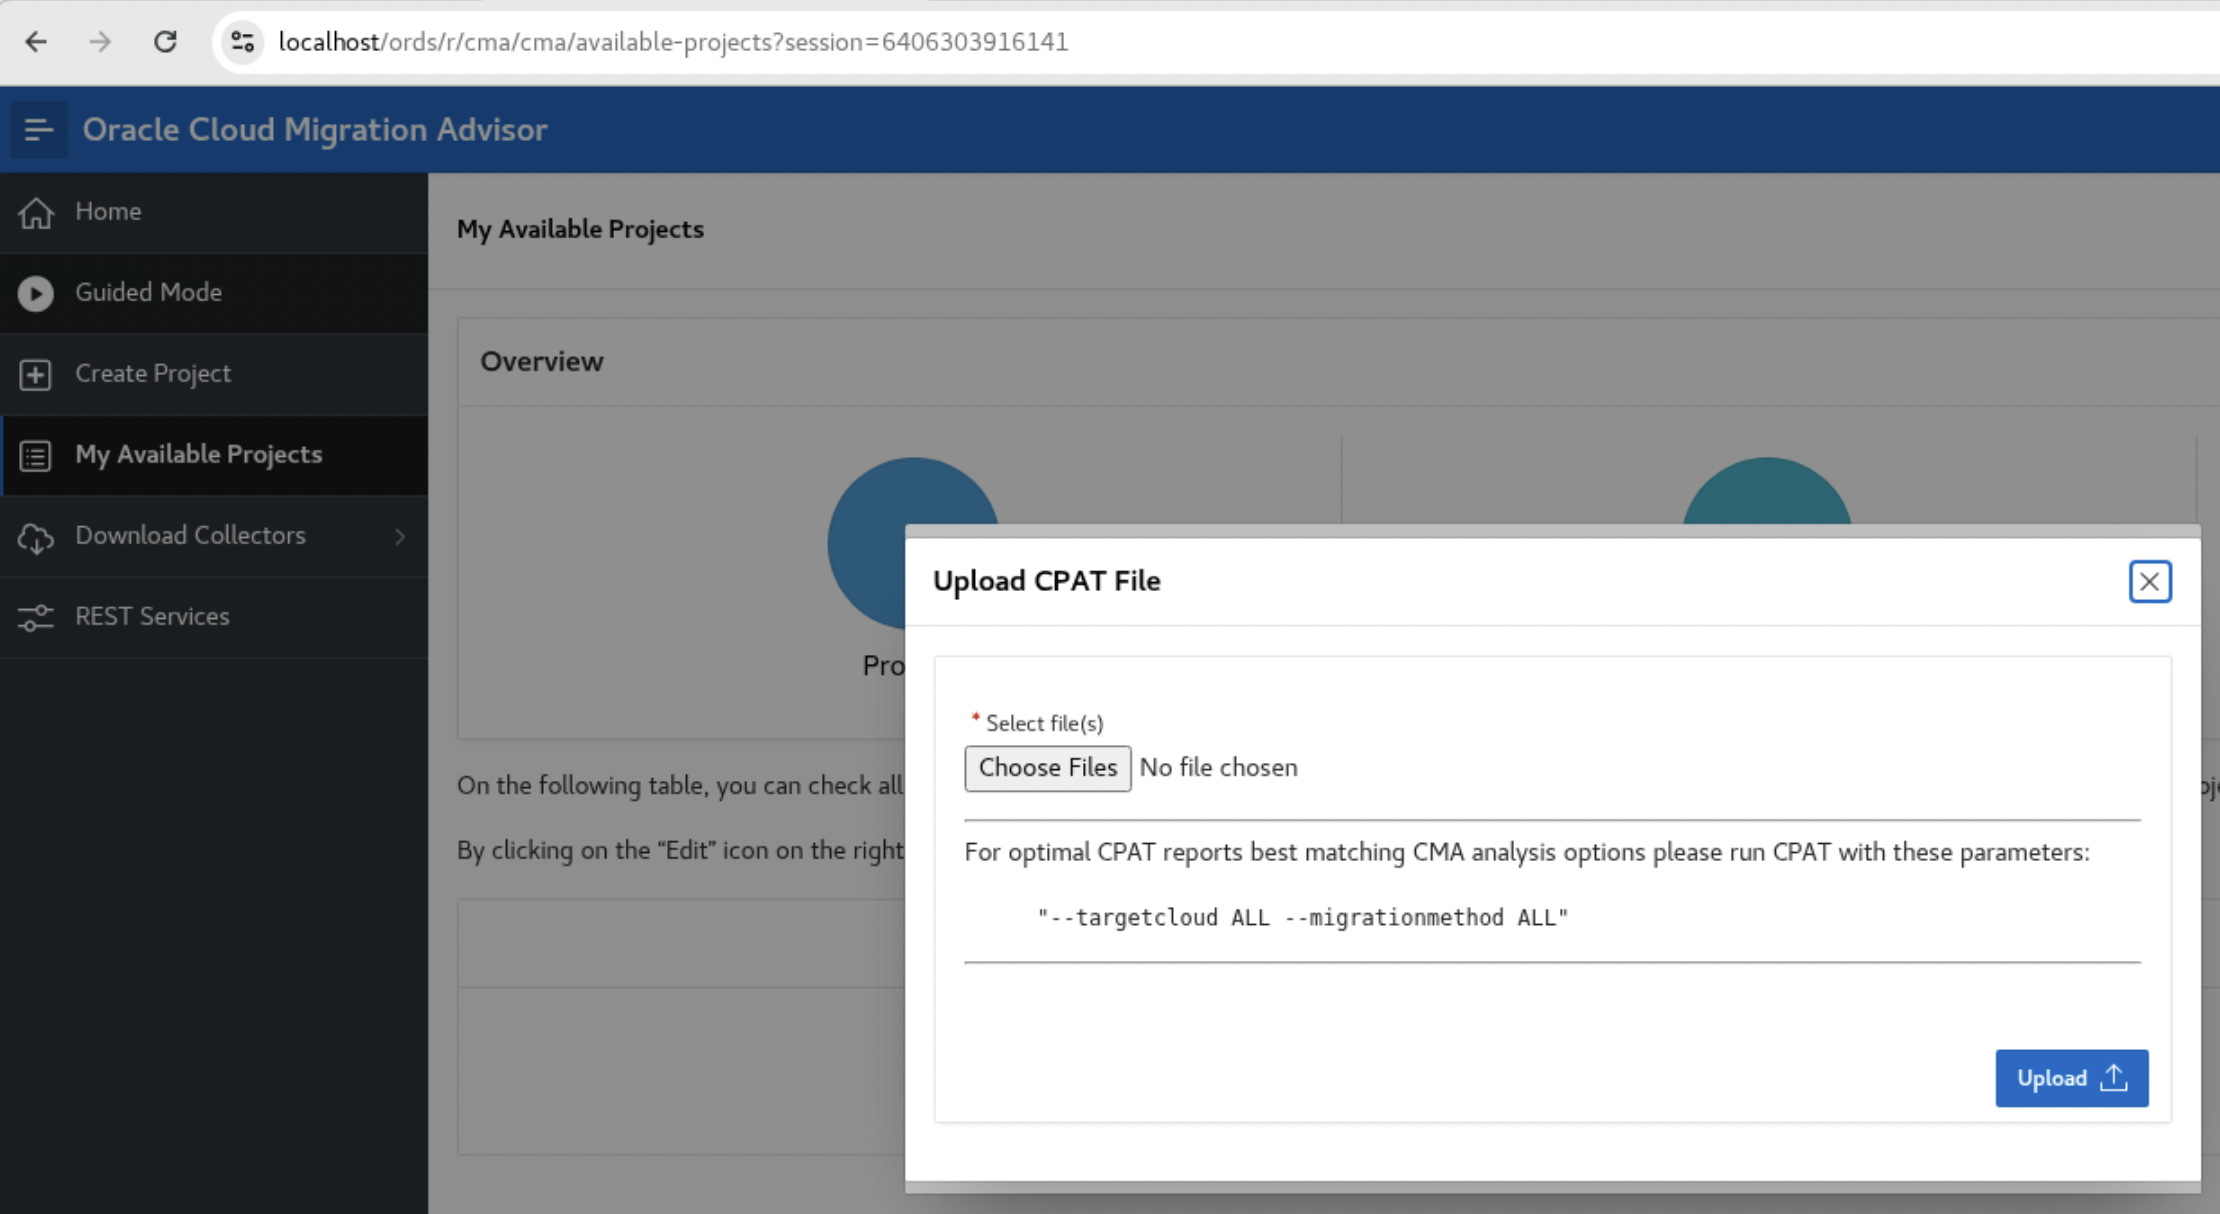 localhost/ords/r/cma/cma/available-projects?session=6406303916141
Oracle Cloud Migration Advisor
Home
Guided Mode
Create Project
My Available Projects
Download Collectors
REST Services
My Available Projects
Overview
Pro
On the following table, you can check all
By clicking on the “Edit” icon on the right
Upload CPAT File
* Select file(s)
Choose Files No file chosen
For optimal CPAT reports best matching CMA analysis options please run CPAT with these parameters:
"--targetcloud ALL --migrationmethod ALL"
Upload